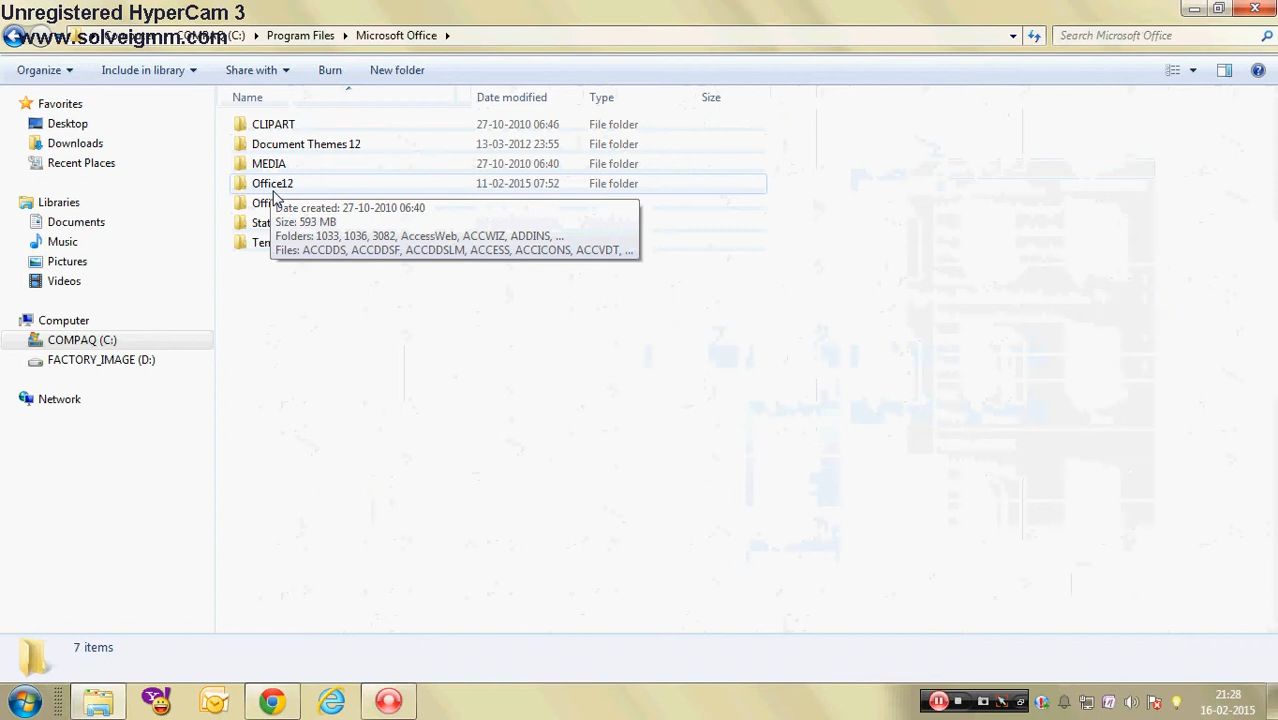 Unregistered HyperCam 3
www.solveigmm.com
(C:) Program Files Microsoft Office
Search Microsoft Office
Organize Include in library Share with Burn New folder
Name Date modified Type Size
Favorites
Desktop
Downloads
Recent Places
Libraries
Documents
Music
Pictures
Videos
Computer
COMPAQ (C:)
FACTORY_IMAGE (D:)
Network
CLIPART 27-10-2010 06:46 File folder
Document Themes 12 13-03-2012 23:55 File folder
MEDIA 27-10-2010 06:40 File folder
Office12 11-02-2015 07:52 File folder
Date created: 27-10-2010 06:40
Size: 593 MB
Folders: 1033, 1036, 3082, AccessWeb, ACCWIZ, ADDINS, ...
Files: ACCDDS, ACCDDSF, ACCDDSLM, ACCESS, ACCICONS, ACCVDT, ...
7 items
21:28
16-02-2015